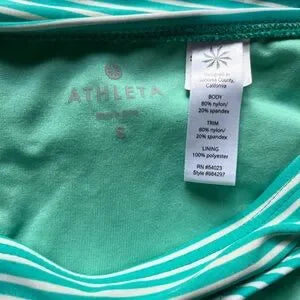 ATHLETA
S
Designed in
Sonoma County,
California
BODY
80% nylon/
20% spandex
TRIM
80% nylon/
20% spandex
LINING
100% polyester
RN #54023
Style #984297